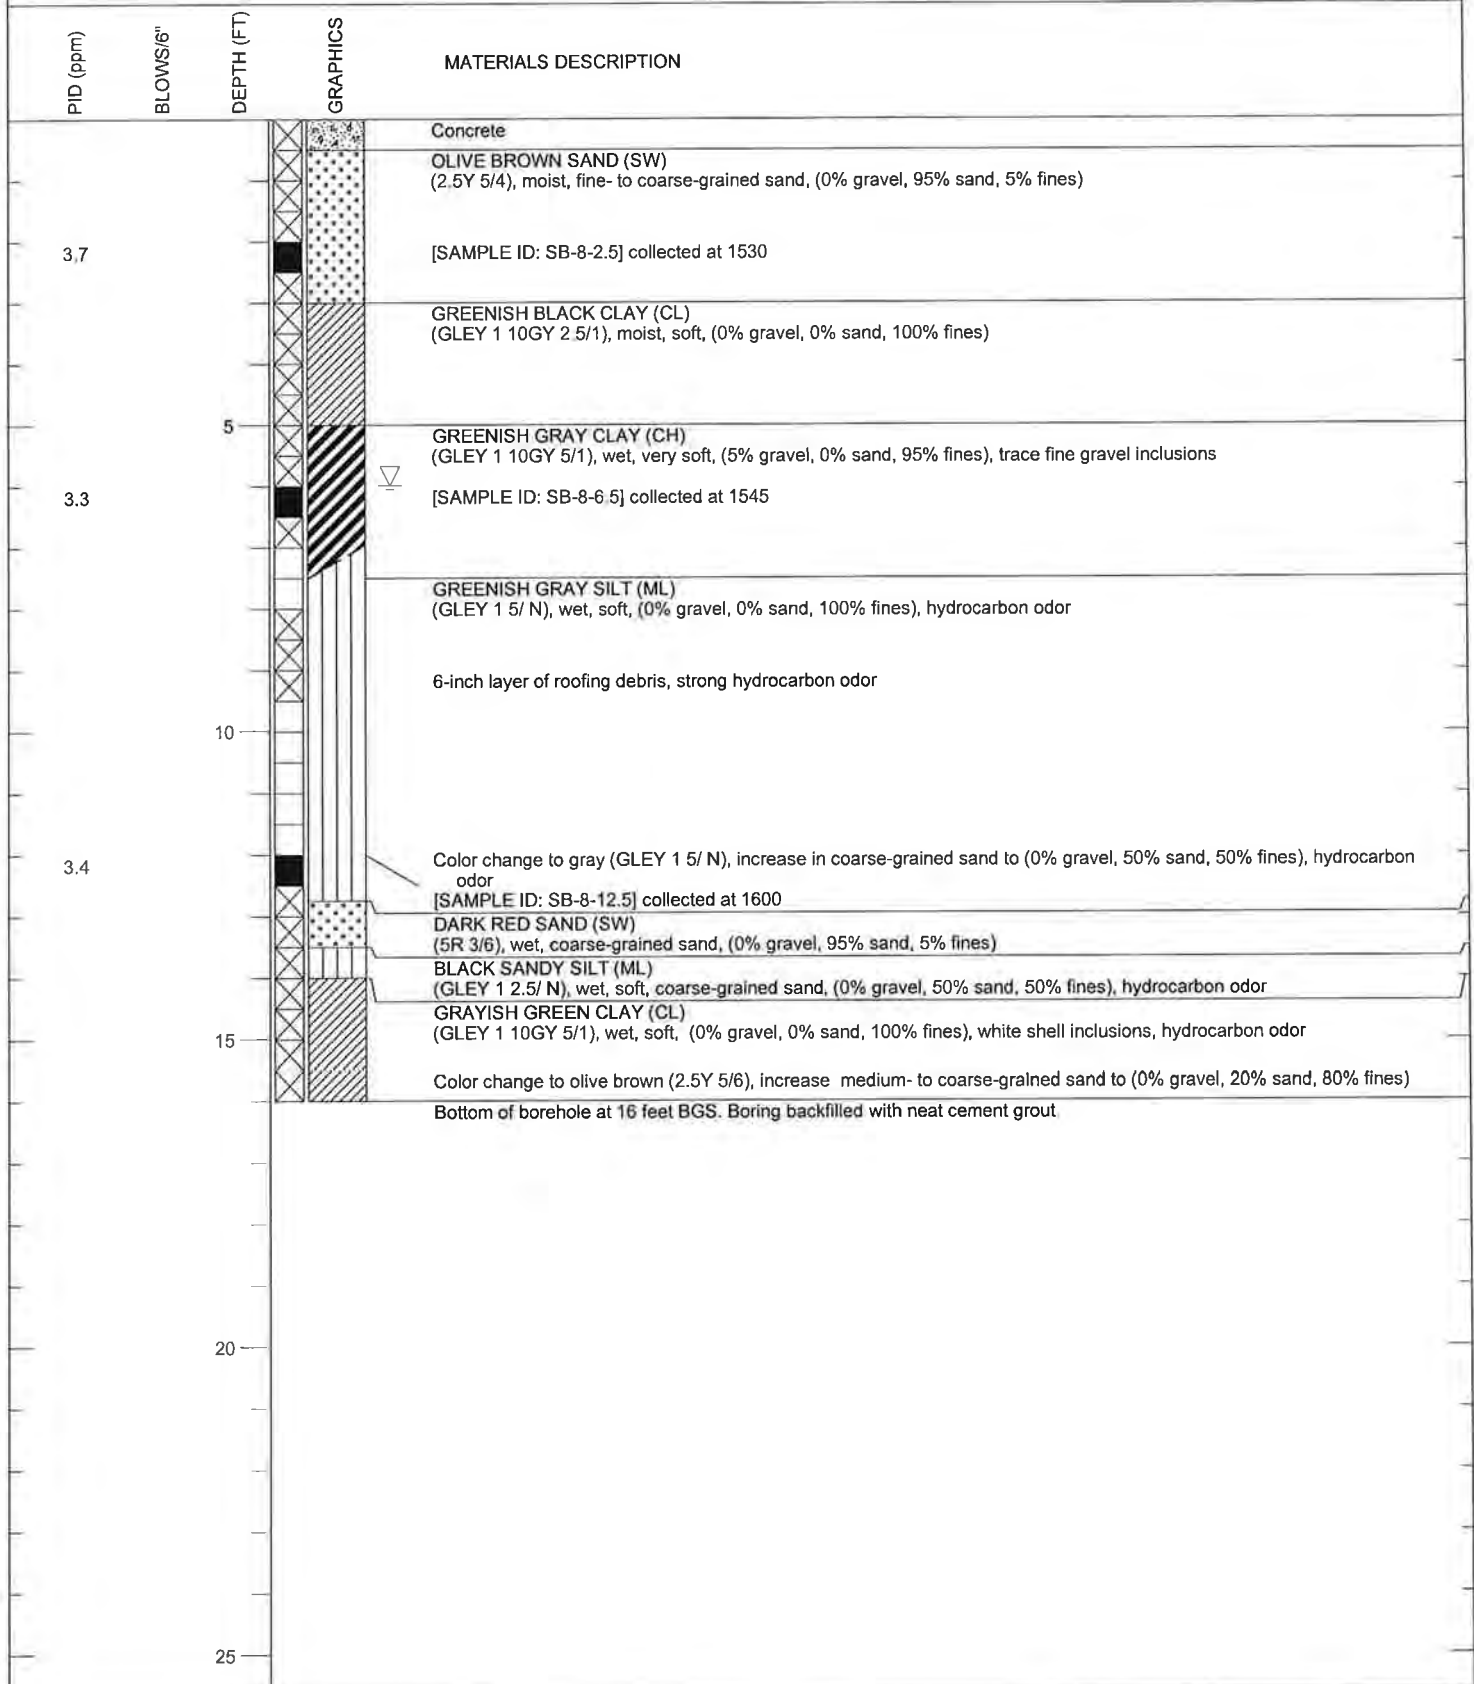 PID (ppm)
BLOWS/6"
DEPTH (FT)
GRAPHICS
MATERIALS DESCRIPTION
Concrete
OLIVE BROWN SAND (SW)
(2.5Y 5/4), moist, fine- to coarse-grained sand, (0% gravel, 95% sand, 5% fines)
3.7
[SAMPLE ID: SB-8-2.5] collected at 1530
GREENISH BLACK CLAY (CL)
(GLEY 1 10GY 2.5/1), moist, soft, (0% gravel, 0% sand, 100% fines)
5
GREENISH GRAY CLAY (CH)
(GLEY 1 10GY 5/1), wet, very soft, (5% gravel, 0% sand, 95% fines), trace fine gravel inclusions
3.3
[SAMPLE ID: SB-8-6.5] collected at 1545
GREENISH GRAY SILT (ML)
(GLEY 1 5/ N), wet, soft, (0% gravel, 0% sand, 100% fines), hydrocarbon odor
6-inch layer of roofing debris, strong hydrocarbon odor
10
3.4
Color change to gray (GLEY 1 5/ N), increase in coarse-grained sand to (0% gravel, 50% sand, 50% fines), hydrocarbon
odor
[SAMPLE ID: SB-8-12.5] collected at 1600
DARK RED SAND (SW)
(5R 3/6), wet, coarse-grained sand, (0% gravel, 95% sand, 5% fines)
BLACK SANDY SILT (ML)
(GLEY 1 2.5/ N), wet, soft, coarse-grained sand, (0% gravel, 50% sand, 50% fines), hydrocarbon odor
GRAYISH GREEN CLAY (CL)
(GLEY 1 10GY 5/1), wet, soft, (0% gravel, 0% sand, 100% fines), white shell inclusions, hydrocarbon odor
15
Color change to olive brown (2.5Y 5/6), increase medium- to coarse-grained sand to (0% gravel, 20% sand, 80% fines)
Bottom of borehole at 16 feet BGS. Boring backfilled with neat cement grout
20
25